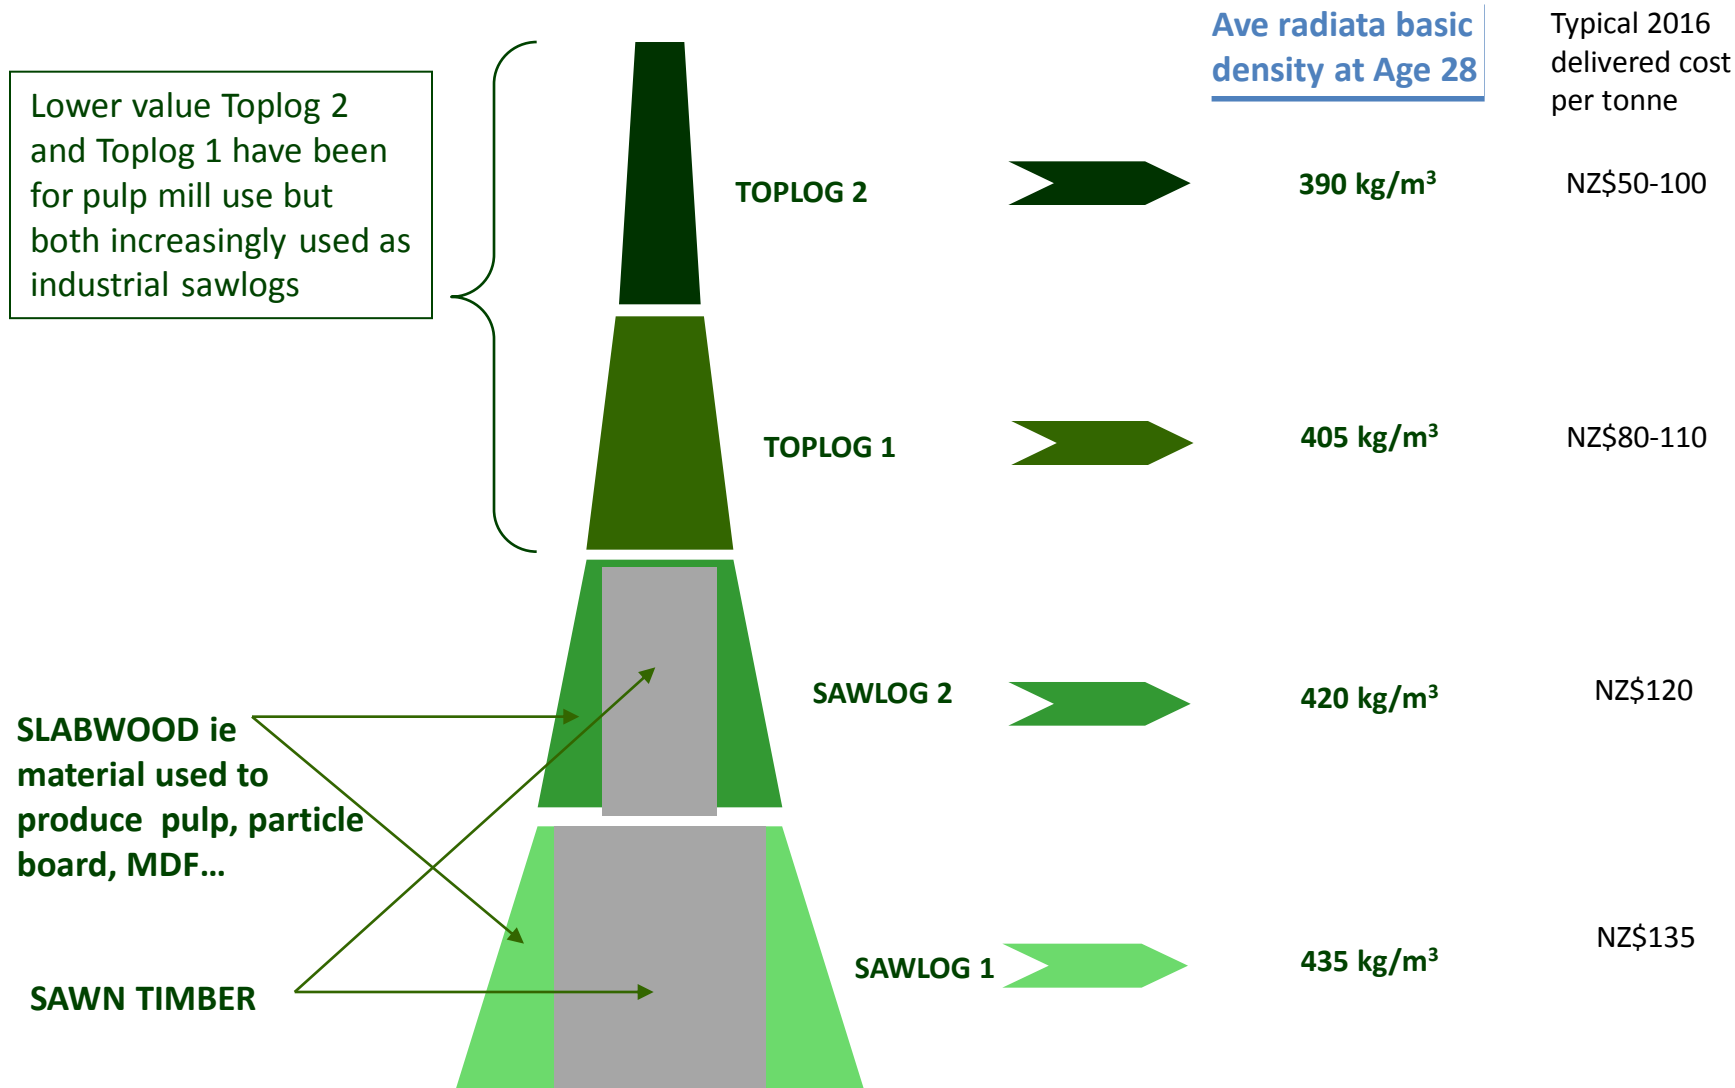 Ave radiata basic
density at Age 28
Typical 2016
delivered cost
per tonne
Lower value Toplog 2
and Toplog 1 have been
for pulp mill use but
both increasingly used as
industrial sawlogs
TOPLOG 2
390 kg/m³
NZ$50-100
TOPLOG 1
405 kg/m³
NZ$80-110
SAWLOG 2
420 kg/m³
NZ$120
SLABWOOD ie
material used to
produce  pulp, particle
board, MDF...
SAWLOG 1
435 kg/m³
NZ$135
SAWN TIMBER